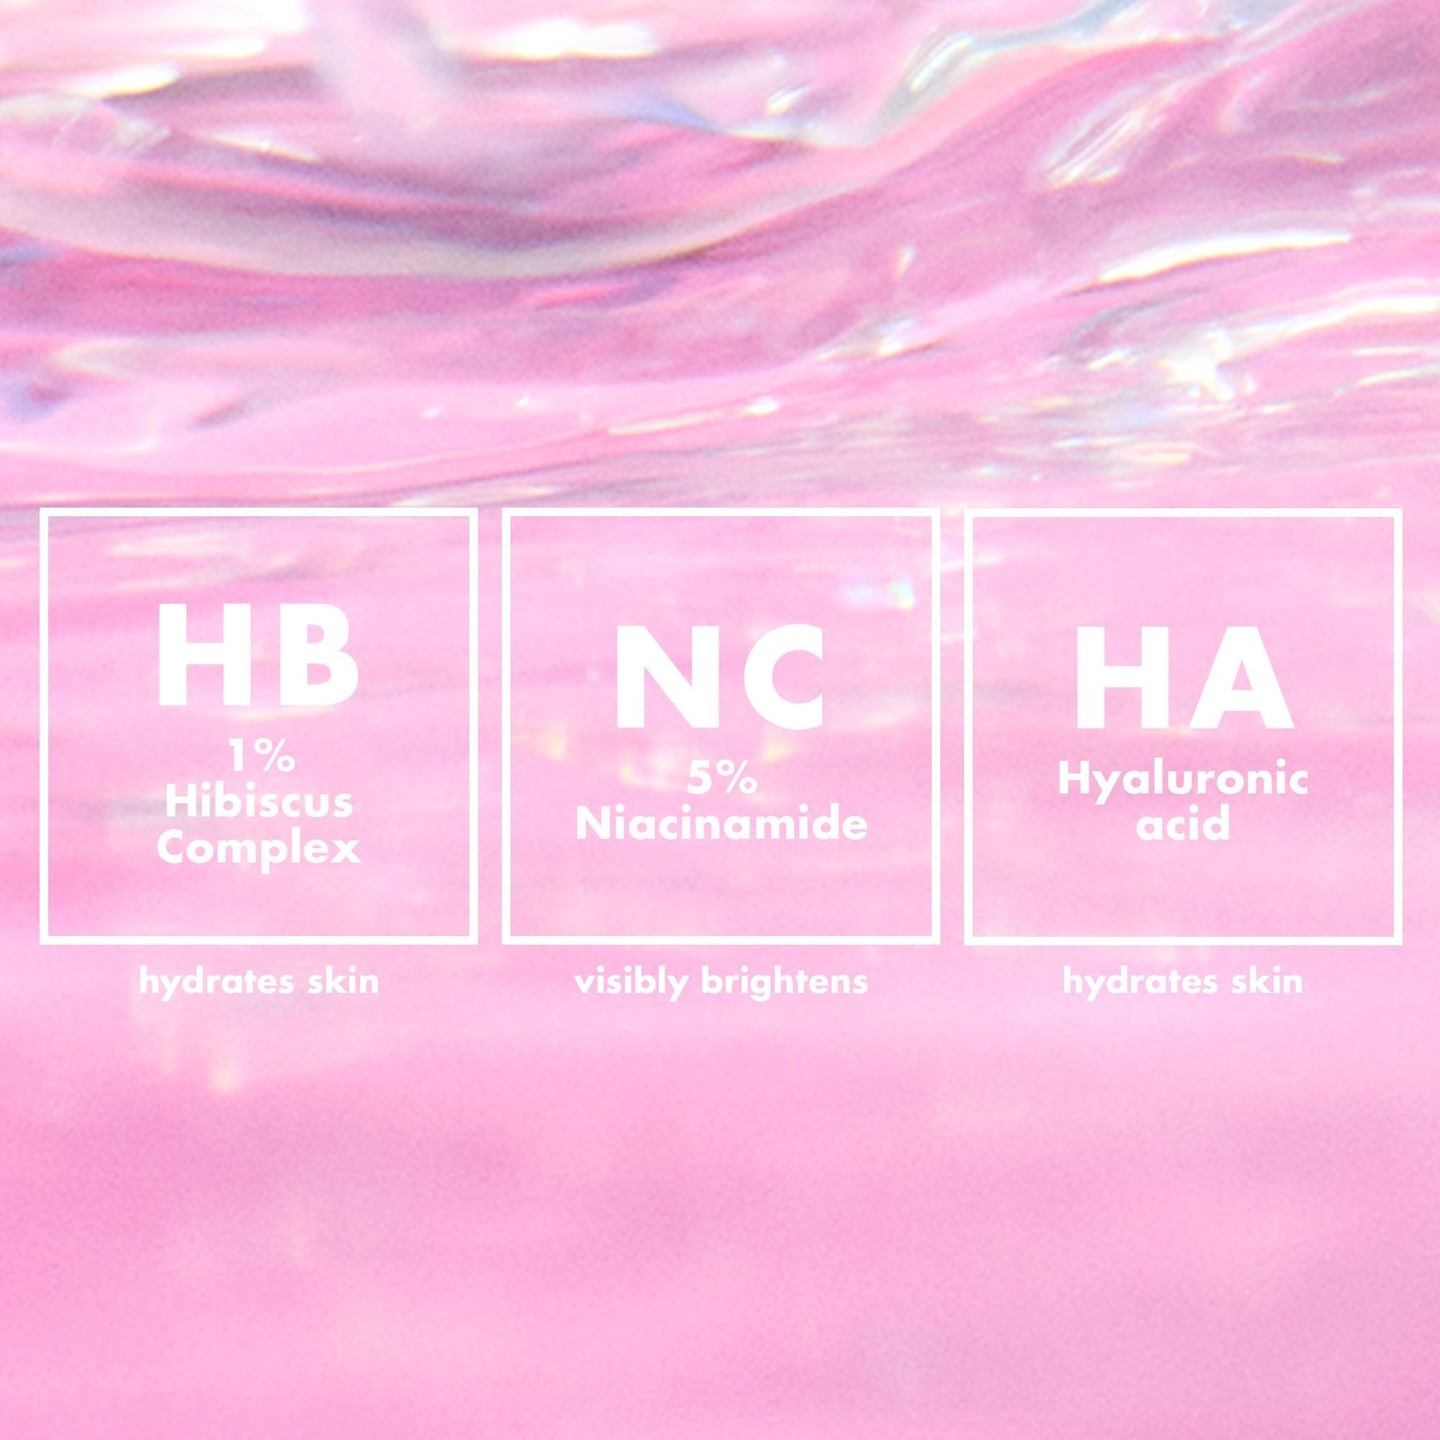 HB
1%
Hibiscus
Complex
hydrates skin
NC
5%
Niacinamide
visibly brightens
HA
Hyaluronic
acid
hydrates skin